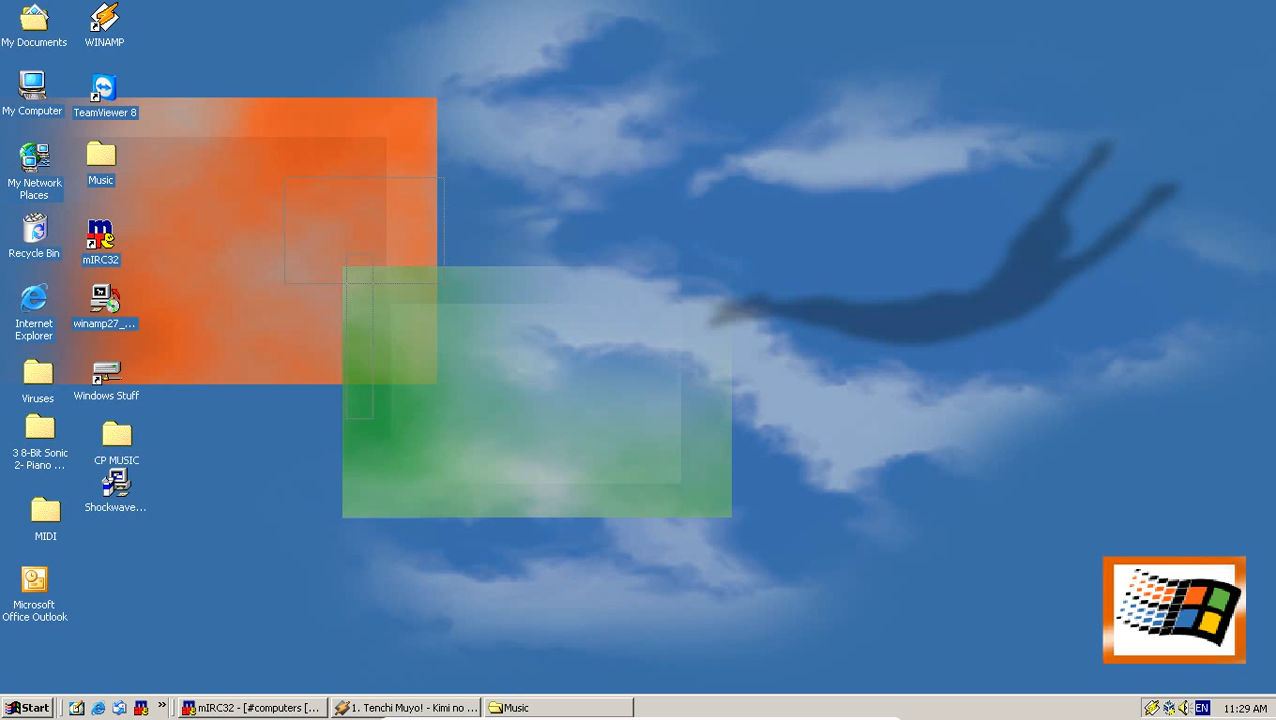 My Documents
WINAMP
My Computer
TeamViewer 8
My Network
Places
Music
Recycle Bin
mIRC32
Internet
Explorer
winamp27_...
Viruses
Windows Stuff
3 8-Bit Sonic
2- Piano ...
CP MUSIC
Shockwave...
MIDI
Microsoft
Office Outlook
Start
mIRC32 - [#computers [...
1. Tenchi Muyo! - Kimi no ...
Music
EN
11:29 AM